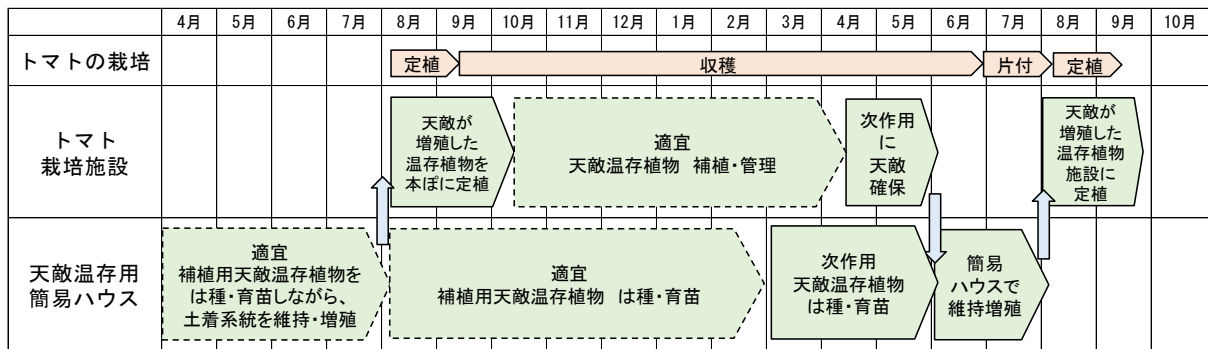 4月 5月 6月 7月 8月 9月 10月 11月 12月 1月 2月 3月 4月 5月 6月 7月 8月 9月 10月
トマトの栽培
定植
収穫
片付
定植
トマト
栽培施設
天敵が
増殖した
温存植物を
本ぽに定植
適宜
天敵温存植物 補植・管理
次作用
に
天敵
確保
天敵が
増殖した
温存植物
施設に
定植
天敵温存用
簡易ハウス
適宜
補植用天敵温存植物を
は種・育苗しながら、
土着系統を維持・増殖
適宜
補植用天敵温存植物 は種・育苗
次作用
天敵温存植物
は種・育苗
簡易
ハウスで
維持増殖